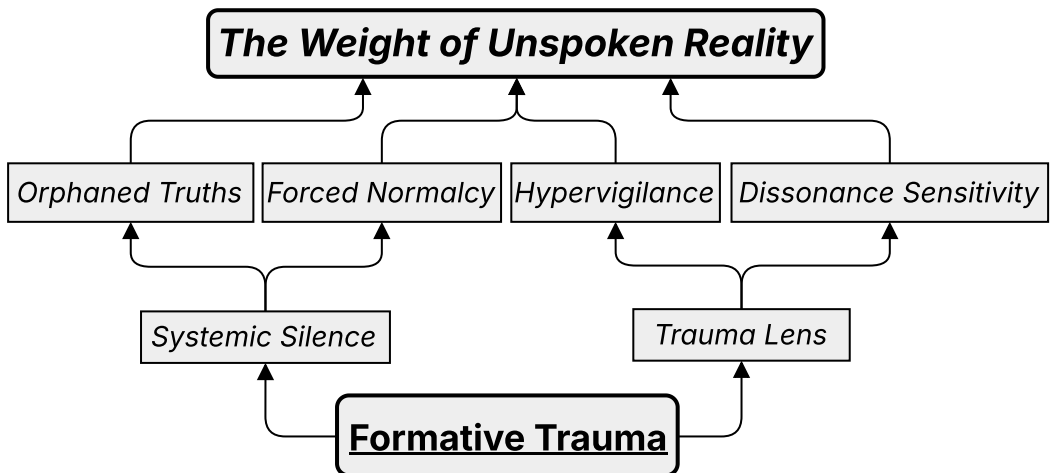 The Weight of Unspoken Reality
Orphaned Truths
Forced Normalcy
Hypervigilance
Dissonance Sensitivity
Systemic Silence
Trauma Lens
Formative Trauma